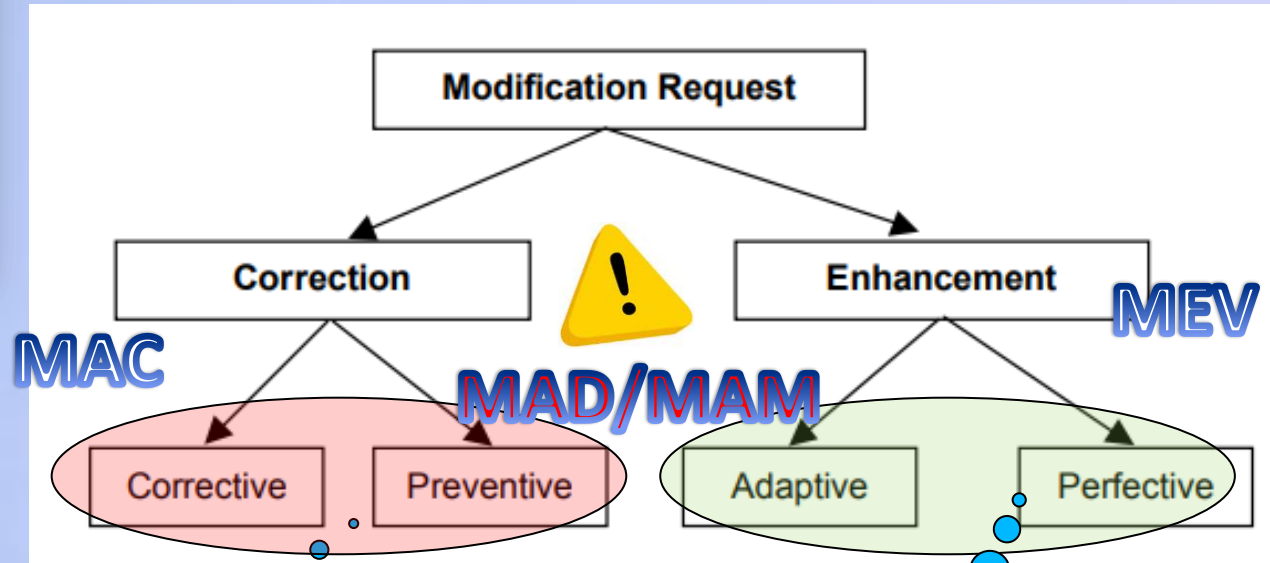 Modification Request
Correction
!
Enhancement
MEV
MAC
MAD/MAM
Corrective
Preventive
Adaptive
Perfective